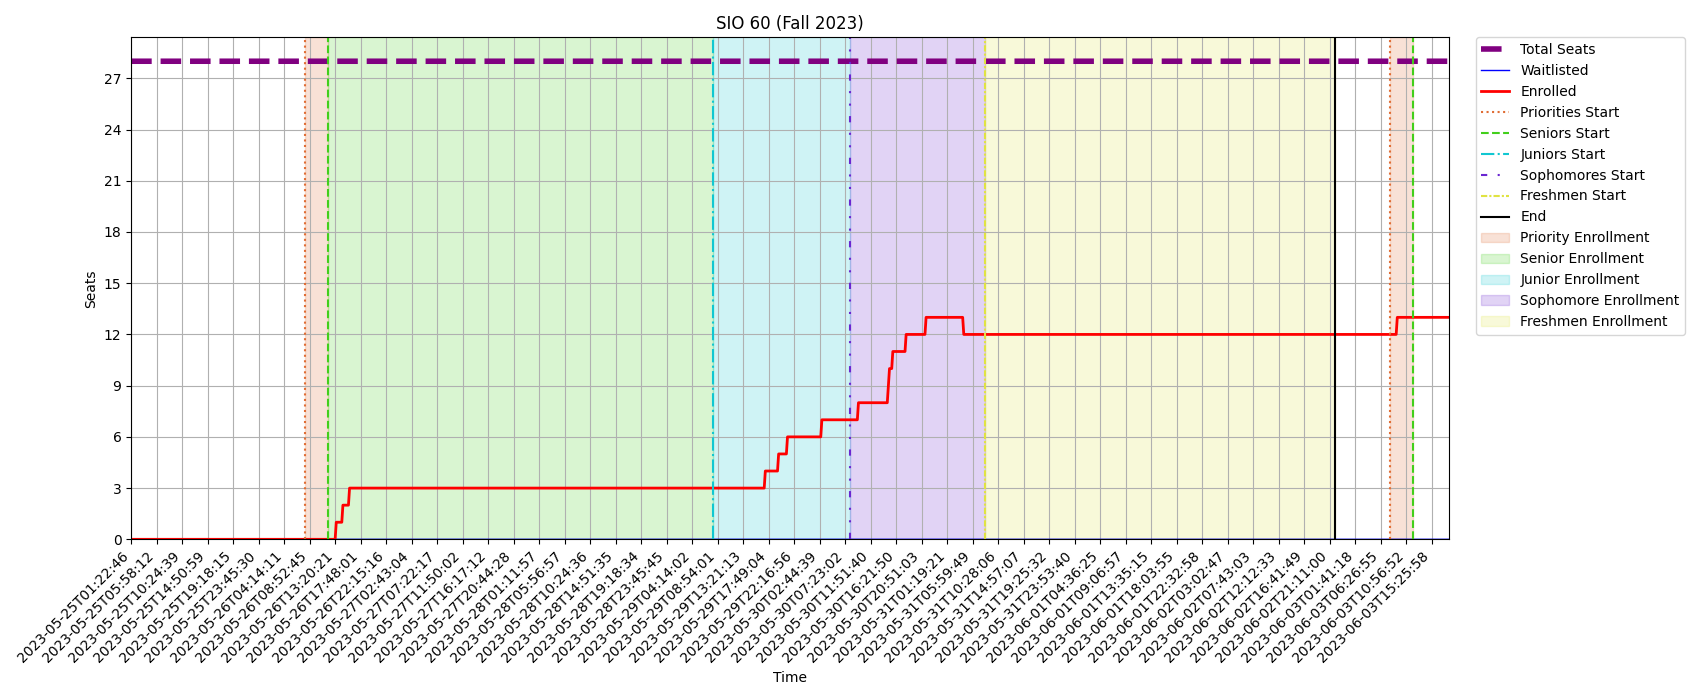 SIO 60 (Fall 2023)
Seats
27
24
21
18
15
12
9
6
3
0
2023-05-25T01:22:46
2023-05-25T05:58:12
2023-05-25T10:24:39
2023-05-25T14:50:59
2023-05-25T19:18:15
2023-05-25T23:45:30
2023-05-26T04:14:11
2023-05-26T08:52:45
2023-05-26T13:20:21
2023-05-26T17:48:01
2023-05-26T22:15:16
2023-05-27T02:43:04
2023-05-27T07:22:17
2023-05-27T11:50:02
2023-05-27T16:17:12
2023-05-27T20:44:28
2023-05-28T01:11:57
2023-05-28T05:56:57
2023-05-28T10:24:36
2023-05-28T14:51:35
2023-05-28T19:18:34
2023-05-28T23:45:45
2023-05-29T04:14:02
2023-05-29T08:54:01
2023-05-29T13:21:13
2023-05-29T17:49:04
2023-05-29T22:16:56
2023-05-30T02:44:39
2023-05-30T07:23:02
2023-05-30T11:51:40
2023-05-30T16:21:50
2023-05-30T20:51:03
2023-05-31T01:19:21
2023-05-31T05:59:49
2023-05-31T10:28:06
2023-05-31T14:57:07
2023-05-31T19:25:32
2023-05-31T23:53:40
2023-06-01T04:36:25
2023-06-01T09:06:57
2023-06-01T13:35:15
2023-06-01T18:03:55
2023-06-01T22:32:58
2023-06-02T03:02:47
2023-06-02T07:43:03
2023-06-02T12:12:33
2023-06-02T16:41:49
2023-06-02T21:11:00
2023-06-03T01:41:18
2023-06-03T06:26:55
2023-06-03T10:56:52
2023-06-03T15:25:58
Time
Total Seats
Waitlisted
Enrolled
Priorities Start
Seniors Start
Juniors Start
Sophomores Start
Freshmen Start
End
Priority Enrollment
Senior Enrollment
Junior Enrollment
Sophomore Enrollment
Freshmen Enrollment